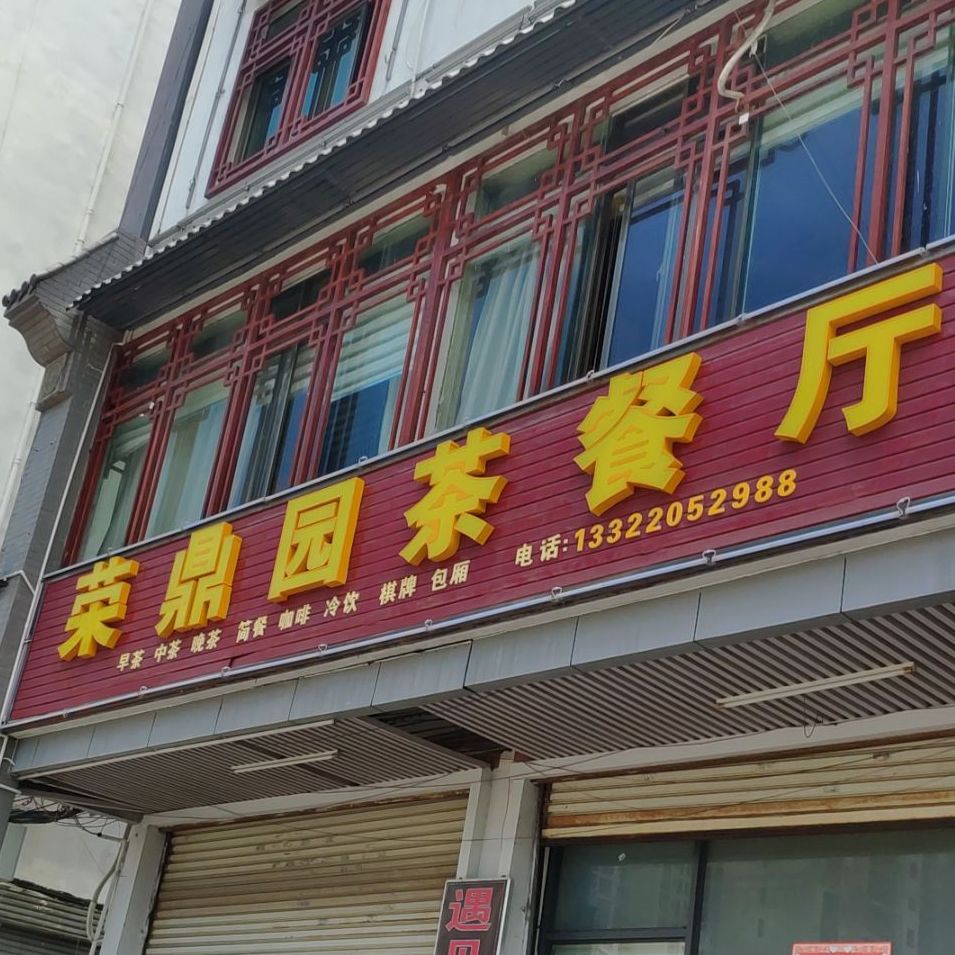 荣鼎园茶餐厅
早茶 中茶 晚茶 简餐 咖啡 冷饮 棋牌 包厢 电话:13322052988
遇见